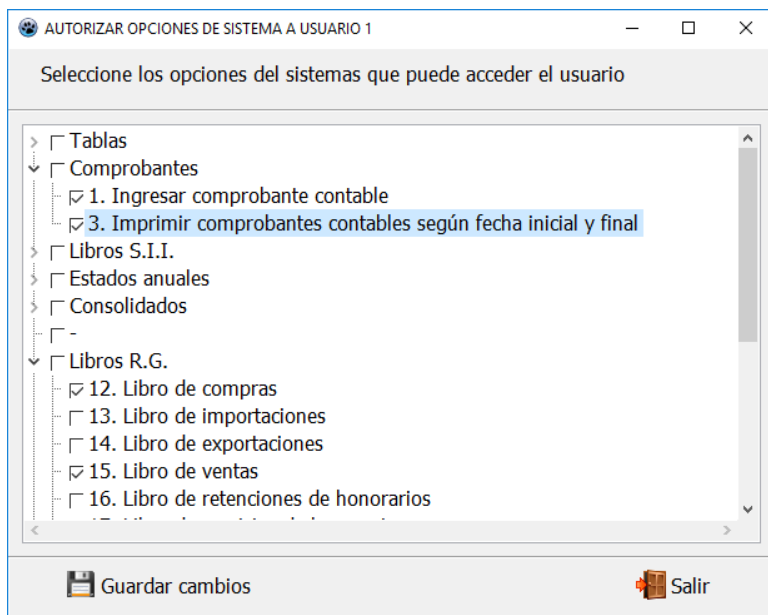 AUTORIZAR OPCIONES DE SISTEMA A USUARIO 1
Seleccione los opciones del sistemas que puede acceder el usuario
Tablas
Comprobantes
1. Ingresar comprobante contable
3. Imprimir comprobantes contables según fecha inicial y final
Libros S.I.I.
Estados anuales
Consolidados
-
Libros R.G.
12. Libro de compras
13. Libro de importaciones
14. Libro de exportaciones
15. Libro de ventas
16. Libro de retenciones de honorarios
Guardar cambios Salir